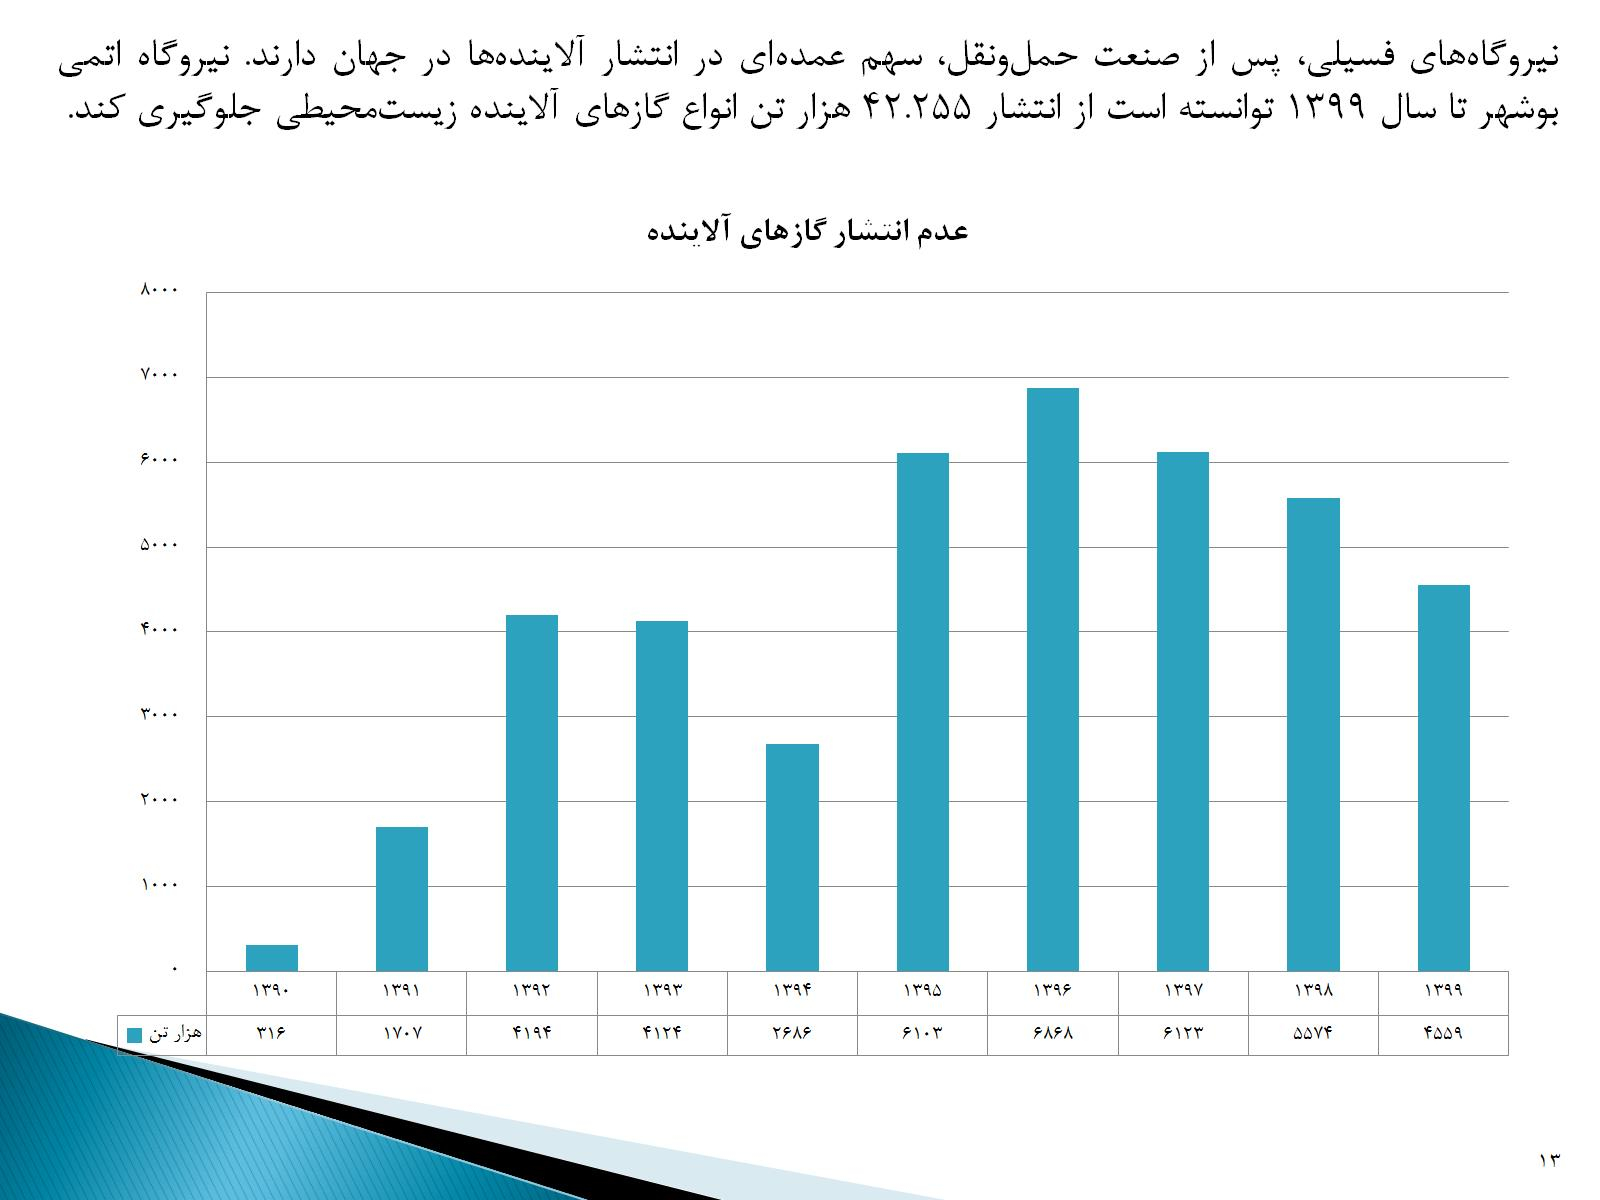 نیروگاه‌های فسیلی، پس از صنعت حمل‌ونقل، سهم عمده‌ای در انتشار آلاینده‌ها در جهان دارند. نیروگاه اتمی
بوشهر تا سال ۱۳۹۹ توانسته است از انتشار ۴۲.۲۵۵ هزار تن انواع گازهای آلاینده زیست‌محیطی جلوگیری کند.
عدم انتشار گازهای آلاینده
۸۰۰۰
۷۰۰۰
۶۰۰۰
۵۰۰۰
۴۰۰۰
۳۰۰۰
۲۰۰۰
۱۰۰۰
۰
۱۳۹۰ ۱۳۹۱ ۱۳۹۲ ۱۳۹۳ ۱۳۹۴ ۱۳۹۵ ۱۳۹۶ ۱۳۹۷ ۱۳۹۸ ۱۳۹۹
هزار تن ۳۱۶ ۱۷۰۷ ۴۱۹۴ ۴۱۲۴ ۲۶۸۶ ۶۱۰۳ ۶۸۶۸ ۶۱۲۳ ۵۵۷۴ ۴۵۵۹
۱۳